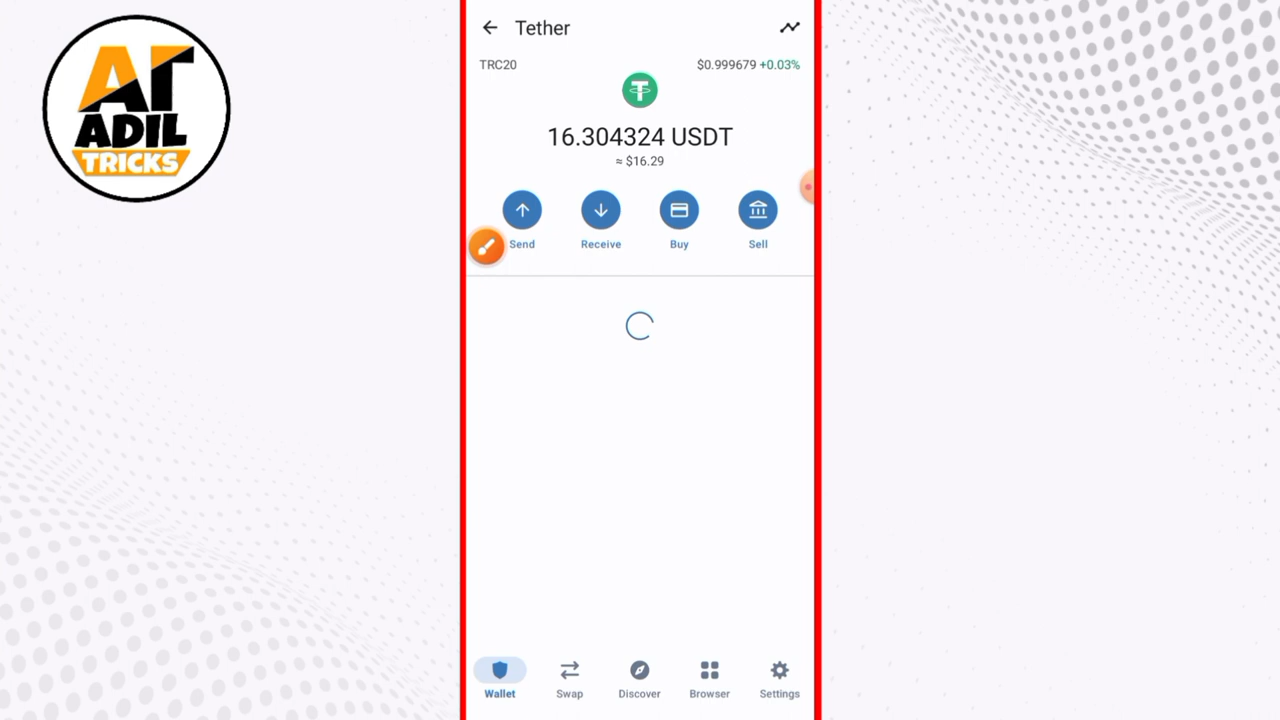 AT
ADIL
TRICKS
Tether
TRC20
$0.999679 +0.03%
16.304324 USDT
≈ $16.29
Send
Receive
Buy
Sell
Wallet
Swap
Discover
Browser
Settings